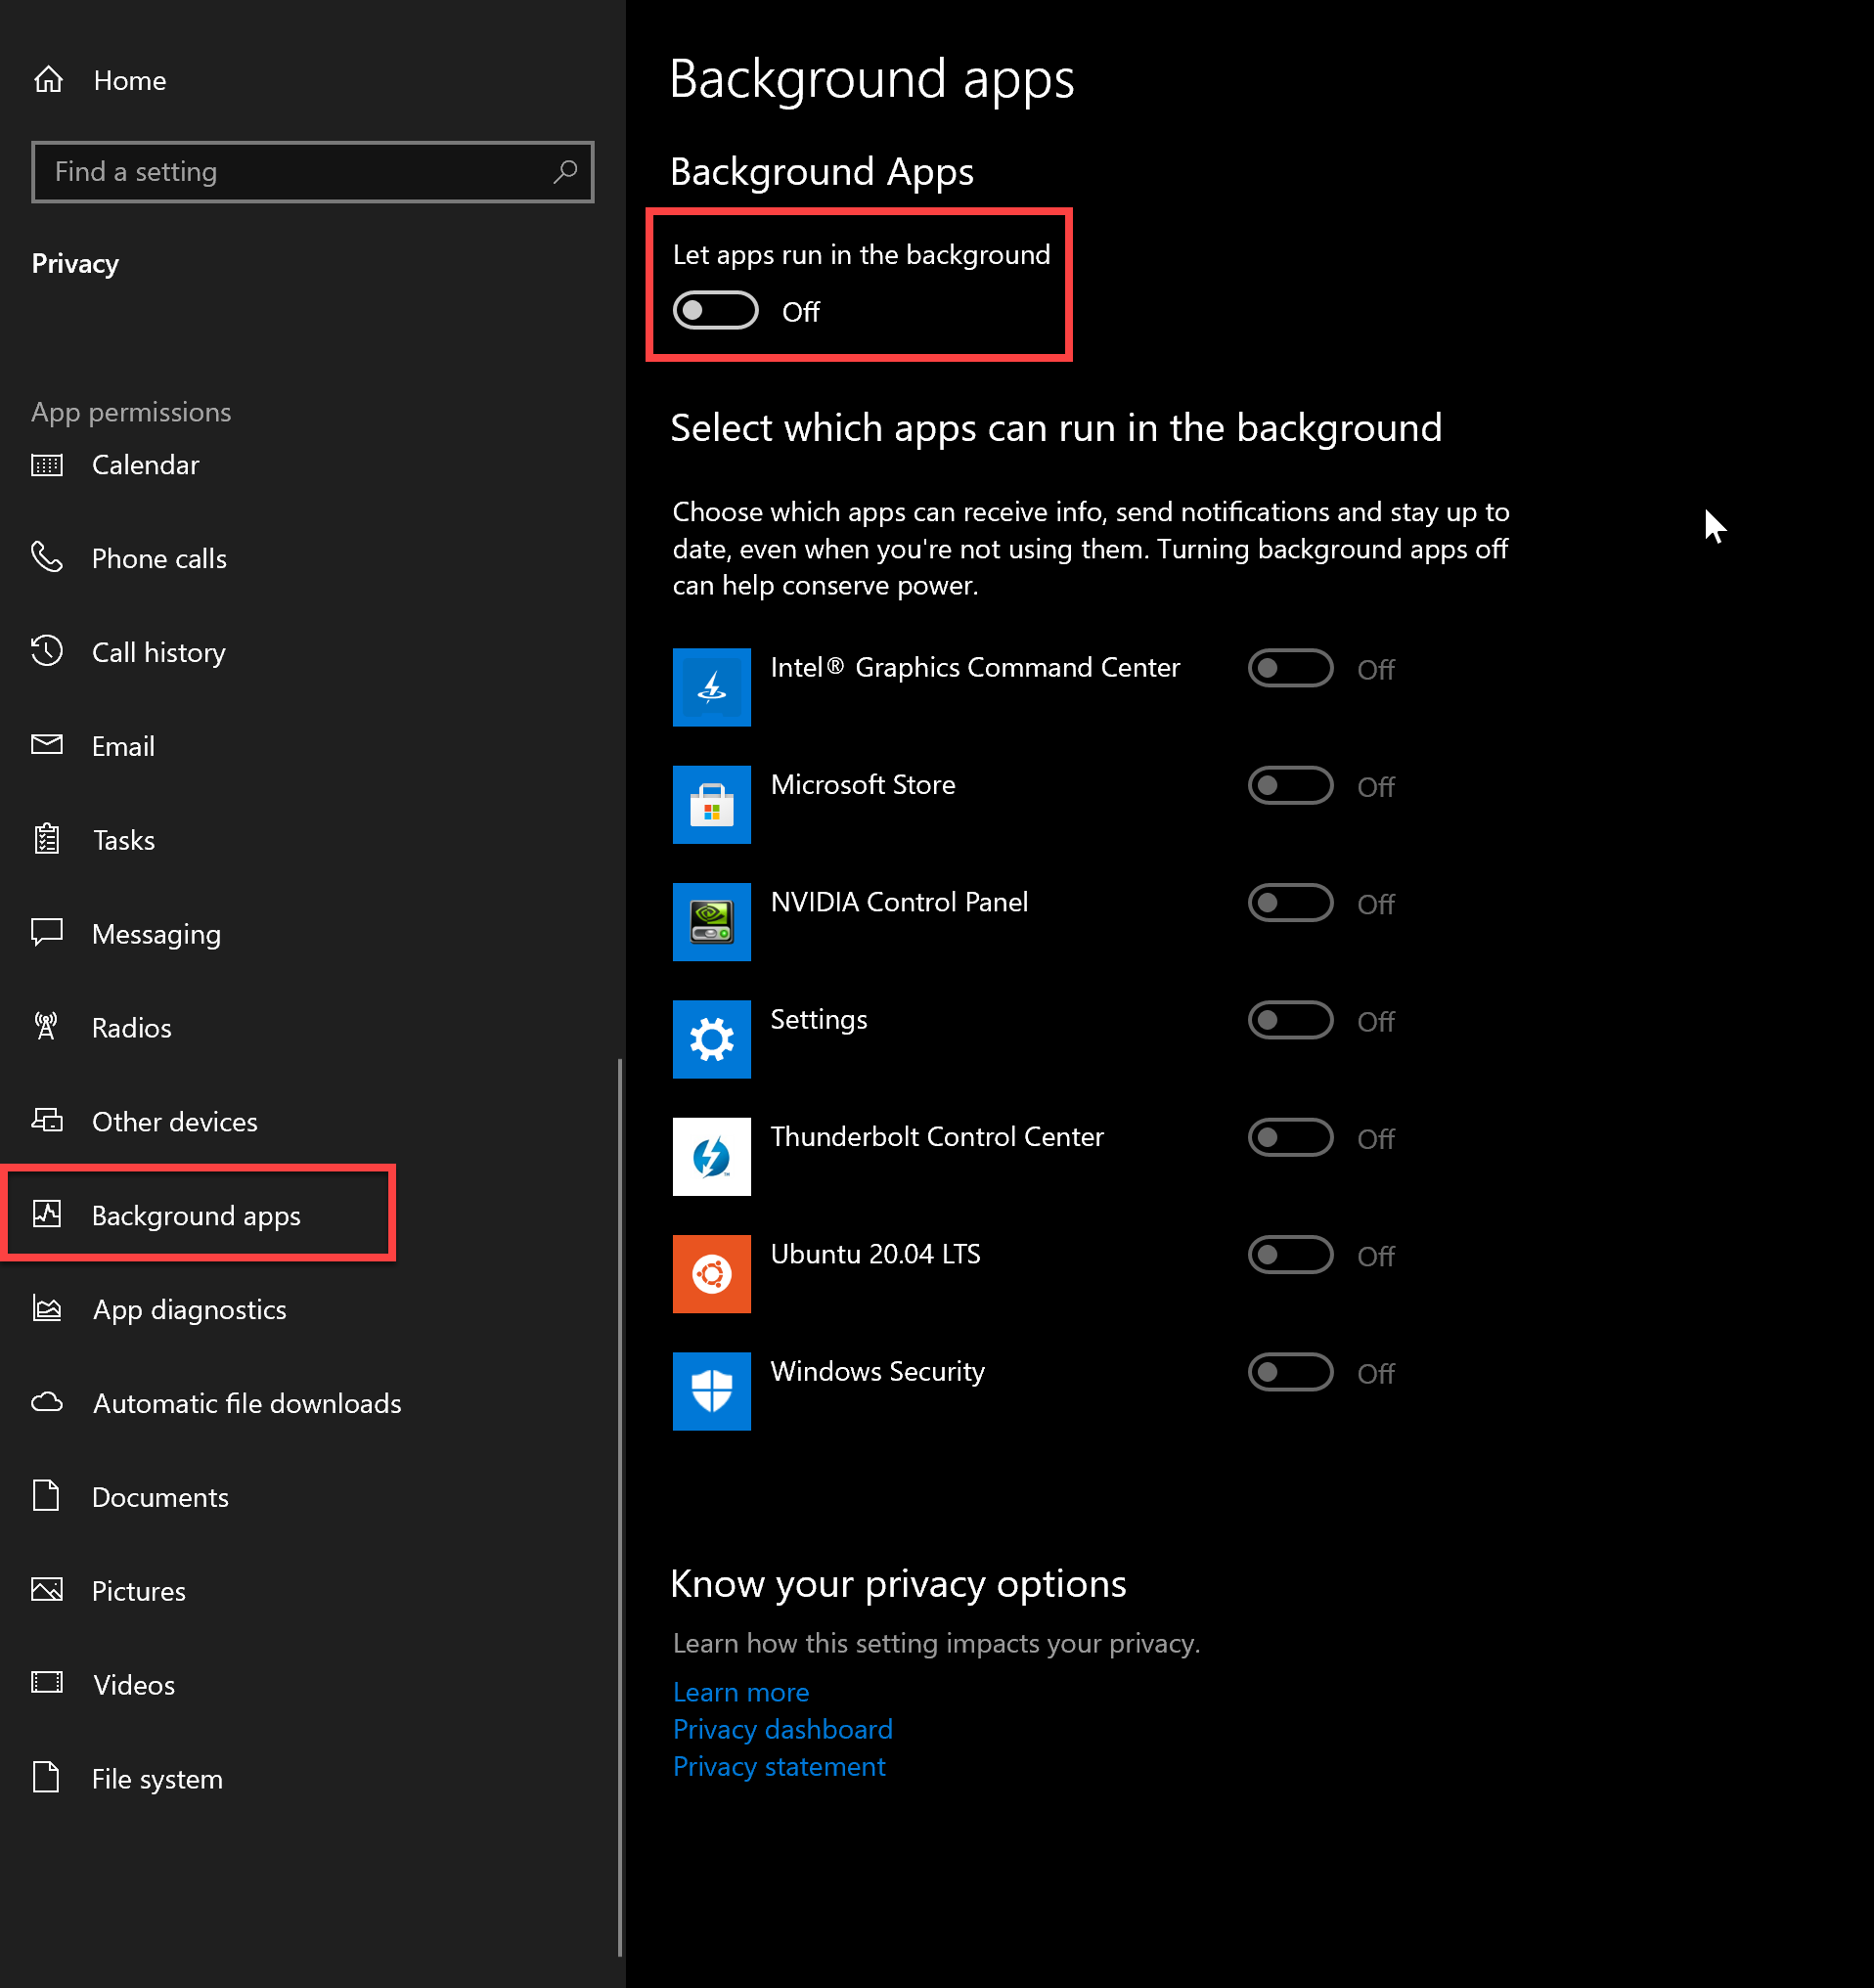 Home
Find a setting
Privacy
App permissions
Calendar
Phone calls
Call history
Email
Tasks
Messaging
Radios
Other devices
Background apps
App diagnostics
Automatic file downloads
Documents
Pictures
Videos
File system
Background apps
Background Apps
Let apps run in the background
Off
Select which apps can run in the background
Choose which apps can receive info, send notifications and stay up to
date, even when you're not using them. Turning background apps off
can help conserve power.
Intel® Graphics Command Center Off
Microsoft Store Off
NVIDIA Control Panel Off
Settings Off
Thunderbolt Control Center Off
Ubuntu 20.04 LTS Off
Windows Security Off
Know your privacy options
Learn how this setting impacts your privacy.
Learn more
Privacy dashboard
Privacy statement